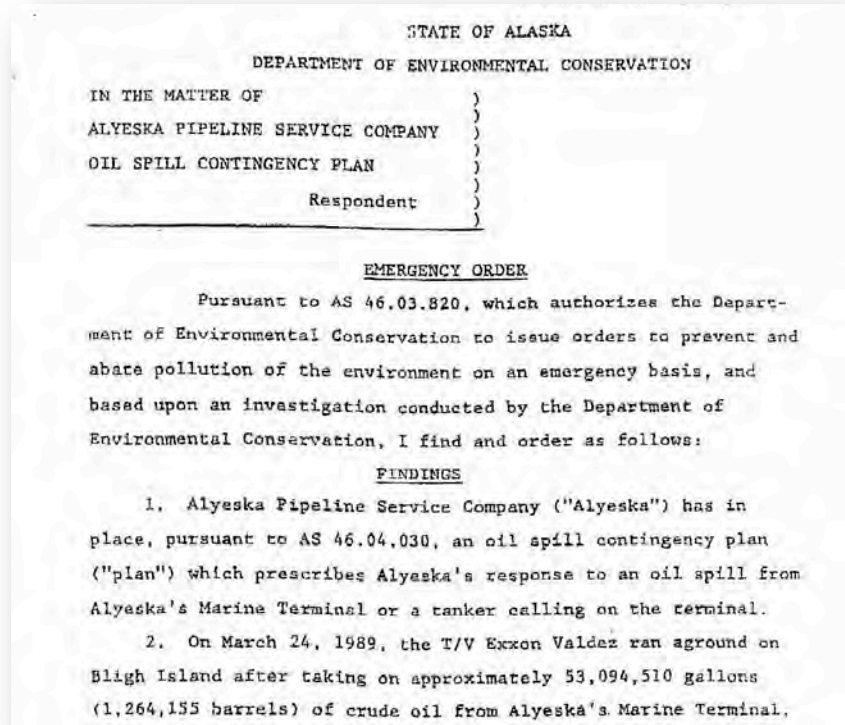 STATE OF ALASKA
DEPARTMENT OF ENVIRONMENTAL CONSERVATION
IN THE MATTER OF )
)
ALYESKA PIPELINE SERVICE COMPANY )
)
OIL SPILL CONTINGENCY PLAN )
)
Respondent )
)
EMERGENCY ORDER
Pursuant to AS 46.03.820, which authorizes the Depart-
ment of Environmental Conservation to issue orders to prevent and
abate pollution of the environment on an emergency basis, and
based upon an investigation conducted by the Department of
Environmental Conservation, I find and order as follows:
FINDINGS
1. Alyeska Pipeline Service Company ("Alyeska") has in
place, pursuant to AS 46.04.030, an oil spill contingency plan
("plan") which prescribes Alyeska's response to an oil spill from
Alyeska's Marine Terminal or a tanker calling on the terminal.
2. On March 24, 1989, the T/V Exxon Valdez ran aground on
Bligh Island after taking on approximately 53,094,510 gallons
(1,264,155 barrels) of crude oil from Alyeska's Marine Terminal,